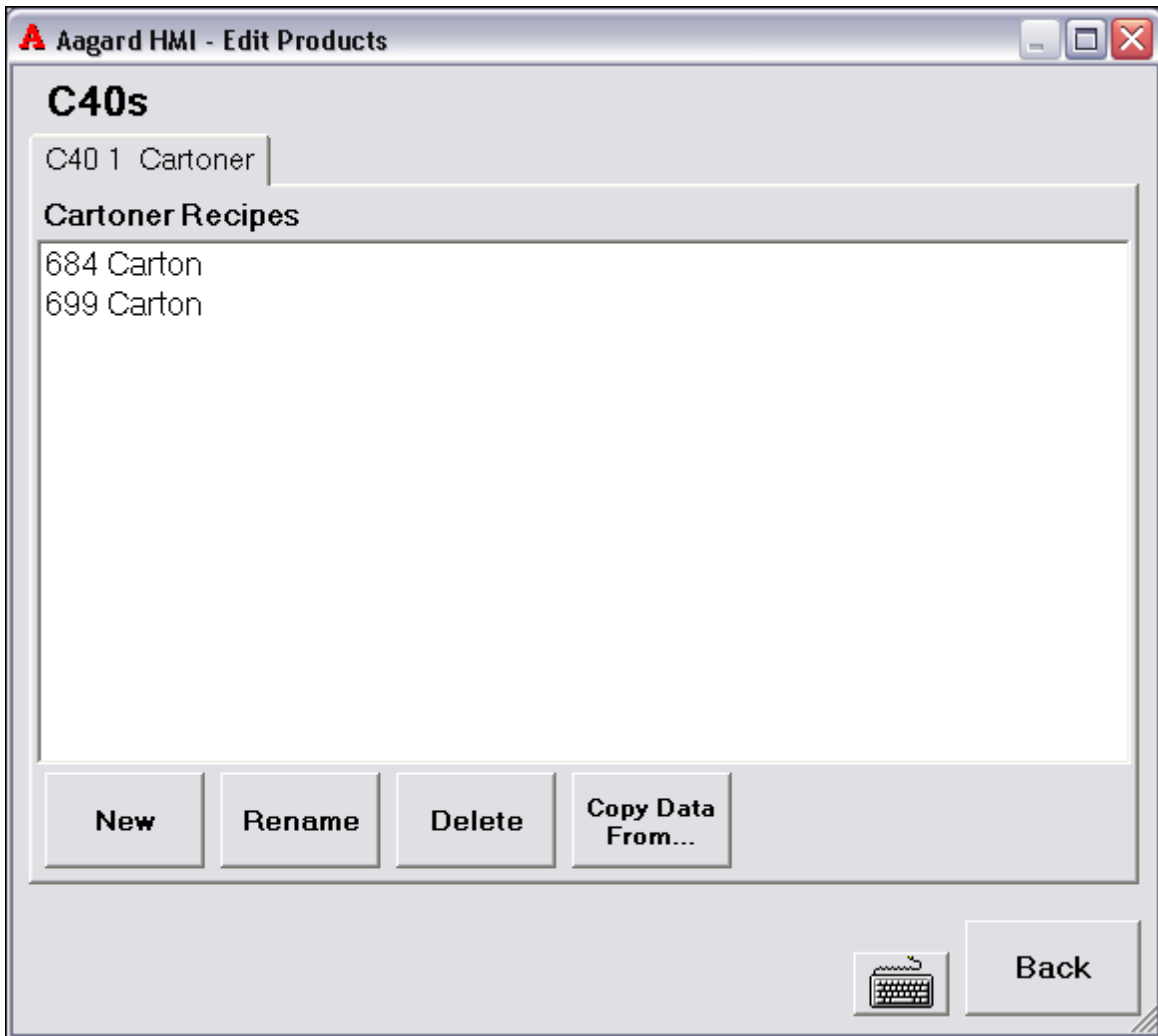 Aagard HMI - Edit Products
C40s
C40 1 Cartoner
Cartoner Recipes
684 Carton
699 Carton
New
Rename
Delete
Copy Data
From...
Back